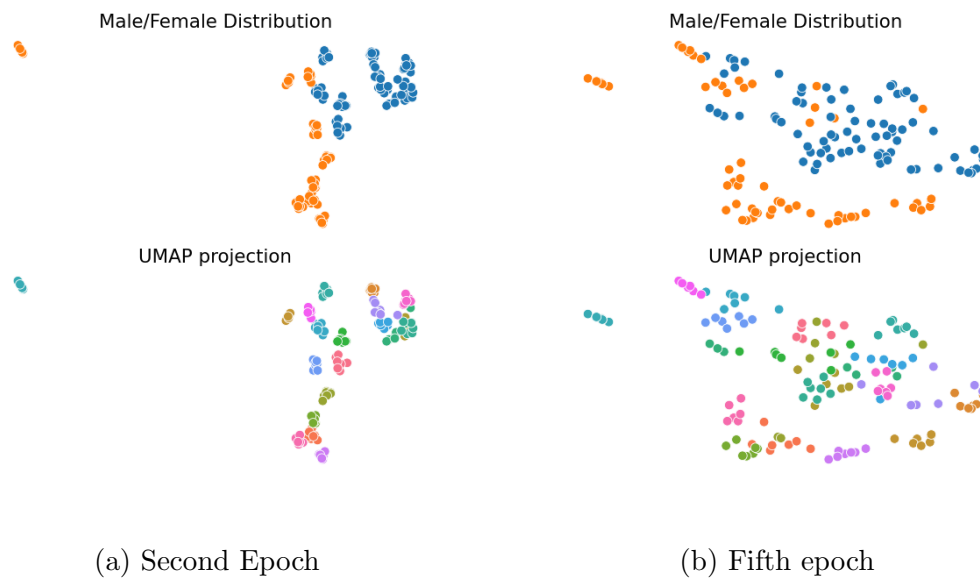 Male/Female Distribution
Male/Female Distribution
UMAP projection
UMAP projection
(a) Second Epoch
(b) Fifth epoch